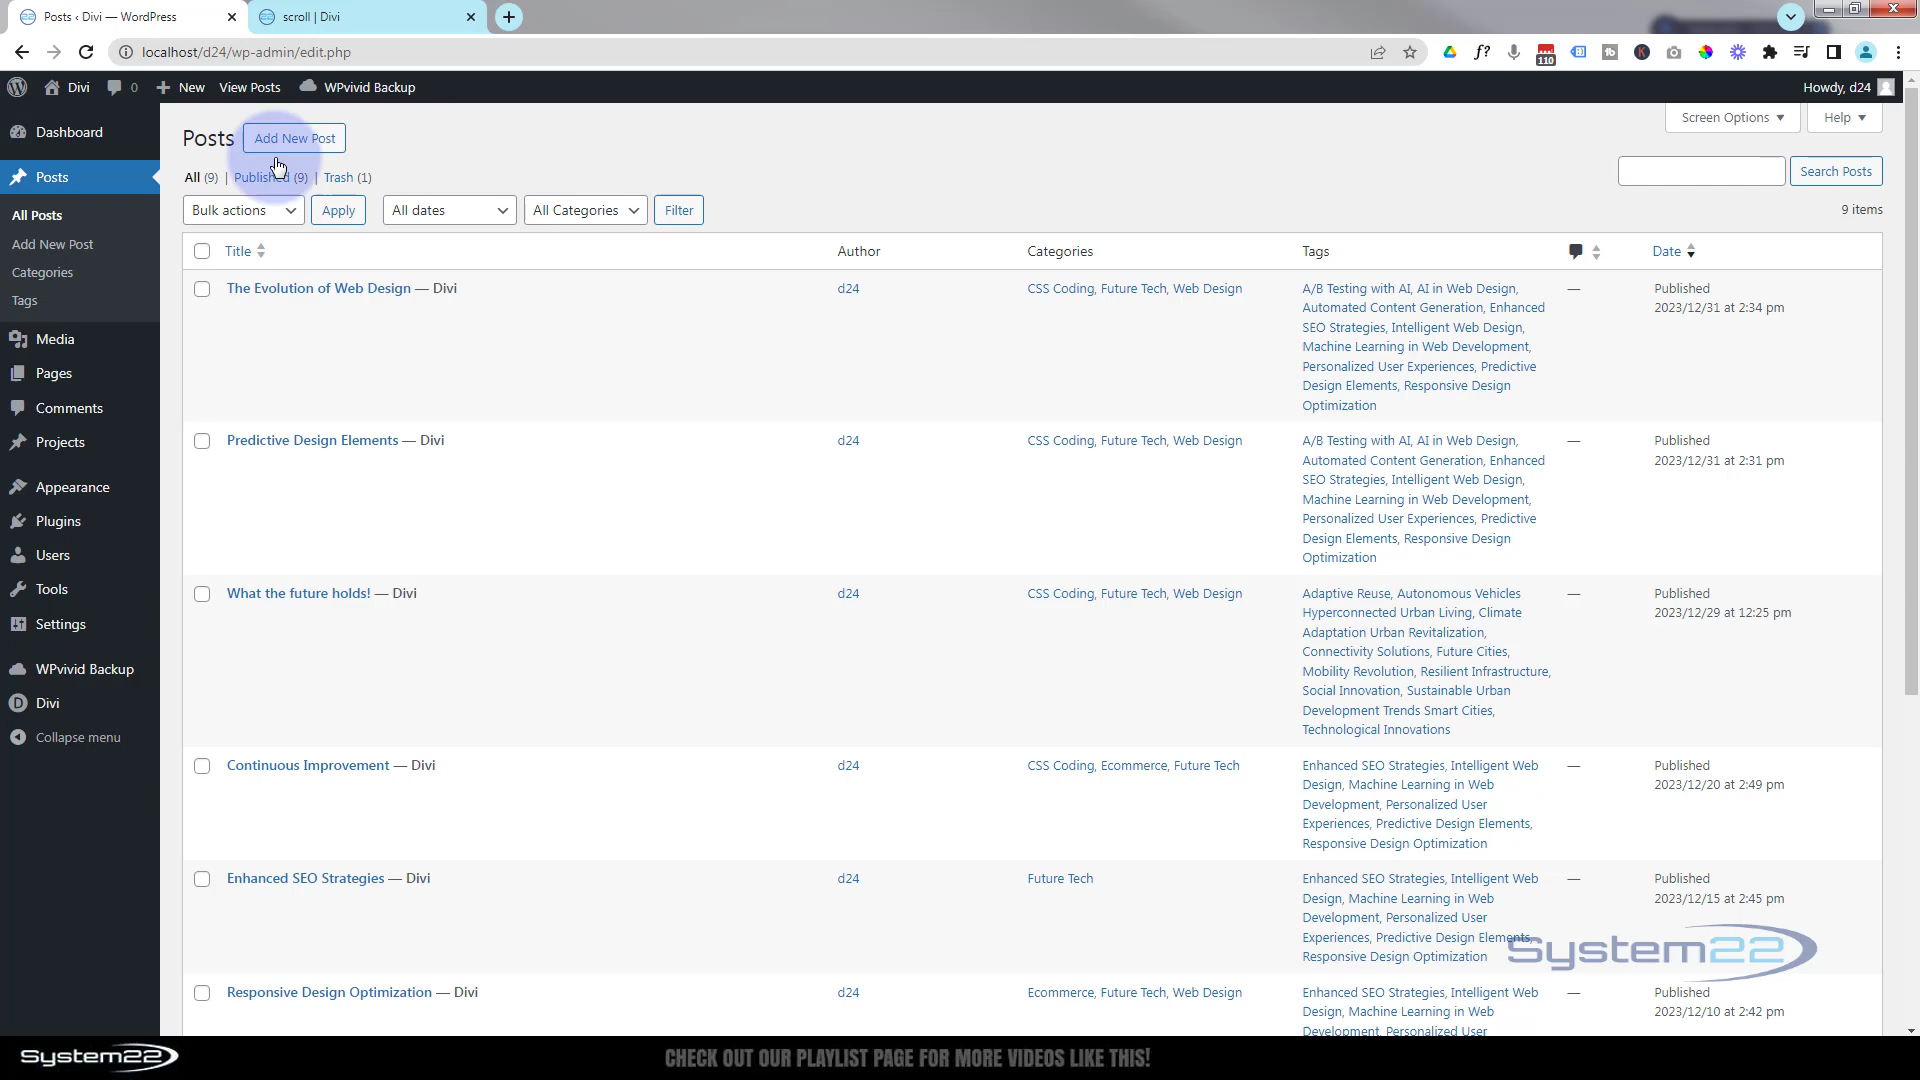 Posts ‹ Divi — WordPress
scroll | Divi
localhost/d24/wp-admin/edit.php
f?
110
Divi
0
New
View Posts
WPvivid Backup
Howdy, d24
Dashboard
Posts
All Posts
Add New Post
Categories
Tags
Media
Pages
Comments
Projects
Appearance
Plugins
Users
Tools
Settings
WPvivid Backup
Divi
Collapse menu
Posts
Add New Post
Screen Options
Help
All (9) | Published (9) | Trash (1)
Search Posts
Bulk actions
Apply
All dates
All Categories
Filter
9 items
Title
Author
Categories
Tags
Date
The Evolution of Web Design — Divi
d24
CSS Coding, Future Tech, Web Design
A/B Testing with AI, AI in Web Design,
Automated Content Generation, Enhanced
SEO Strategies, Intelligent Web Design,
Machine Learning in Web Development,
Personalized User Experiences, Predictive
Design Elements, Responsive Design
Optimization
—
Published
2023/12/31 at 2:34 pm
Predictive Design Elements — Divi
d24
CSS Coding, Future Tech, Web Design
A/B Testing with AI, AI in Web Design,
Automated Content Generation, Enhanced
SEO Strategies, Intelligent Web Design,
Machine Learning in Web Development,
Personalized User Experiences, Predictive
Design Elements, Responsive Design
Optimization
—
Published
2023/12/31 at 2:31 pm
What the future holds! — Divi
d24
CSS Coding, Future Tech, Web Design
Adaptive Reuse, Autonomous Vehicles
Hyperconnected Urban Living, Climate
Adaptation Urban Revitalization,
Connectivity Solutions, Future Cities,
Mobility Revolution, Resilient Infrastructure,
Social Innovation, Sustainable Urban
Development Trends Smart Cities,
Technological Innovations
—
Published
2023/12/29 at 12:25 pm
Continuous Improvement — Divi
d24
CSS Coding, Ecommerce, Future Tech
Enhanced SEO Strategies, Intelligent Web
Design, Machine Learning in Web
Development, Personalized User
Experiences, Predictive Design Elements,
Responsive Design Optimization
—
Published
2023/12/20 at 2:49 pm
Enhanced SEO Strategies — Divi
d24
Future Tech
Enhanced SEO Strategies, Intelligent Web
Design, Machine Learning in Web
Development, Personalized User
Experiences, Predictive Design Elements,
Responsive Design Optimization
—
Published
2023/12/15 at 2:45 pm
System22
Responsive Design Optimization — Divi
d24
Ecommerce, Future Tech, Web Design
Enhanced SEO Strategies, Intelligent Web
Design, Machine Learning in Web
Development, Personalized User
—
Published
2023/12/10 at 2:42 pm
System22
CHECK OUT OUR PLAYLIST PAGE FOR MORE VIDEOS LIKE THIS!